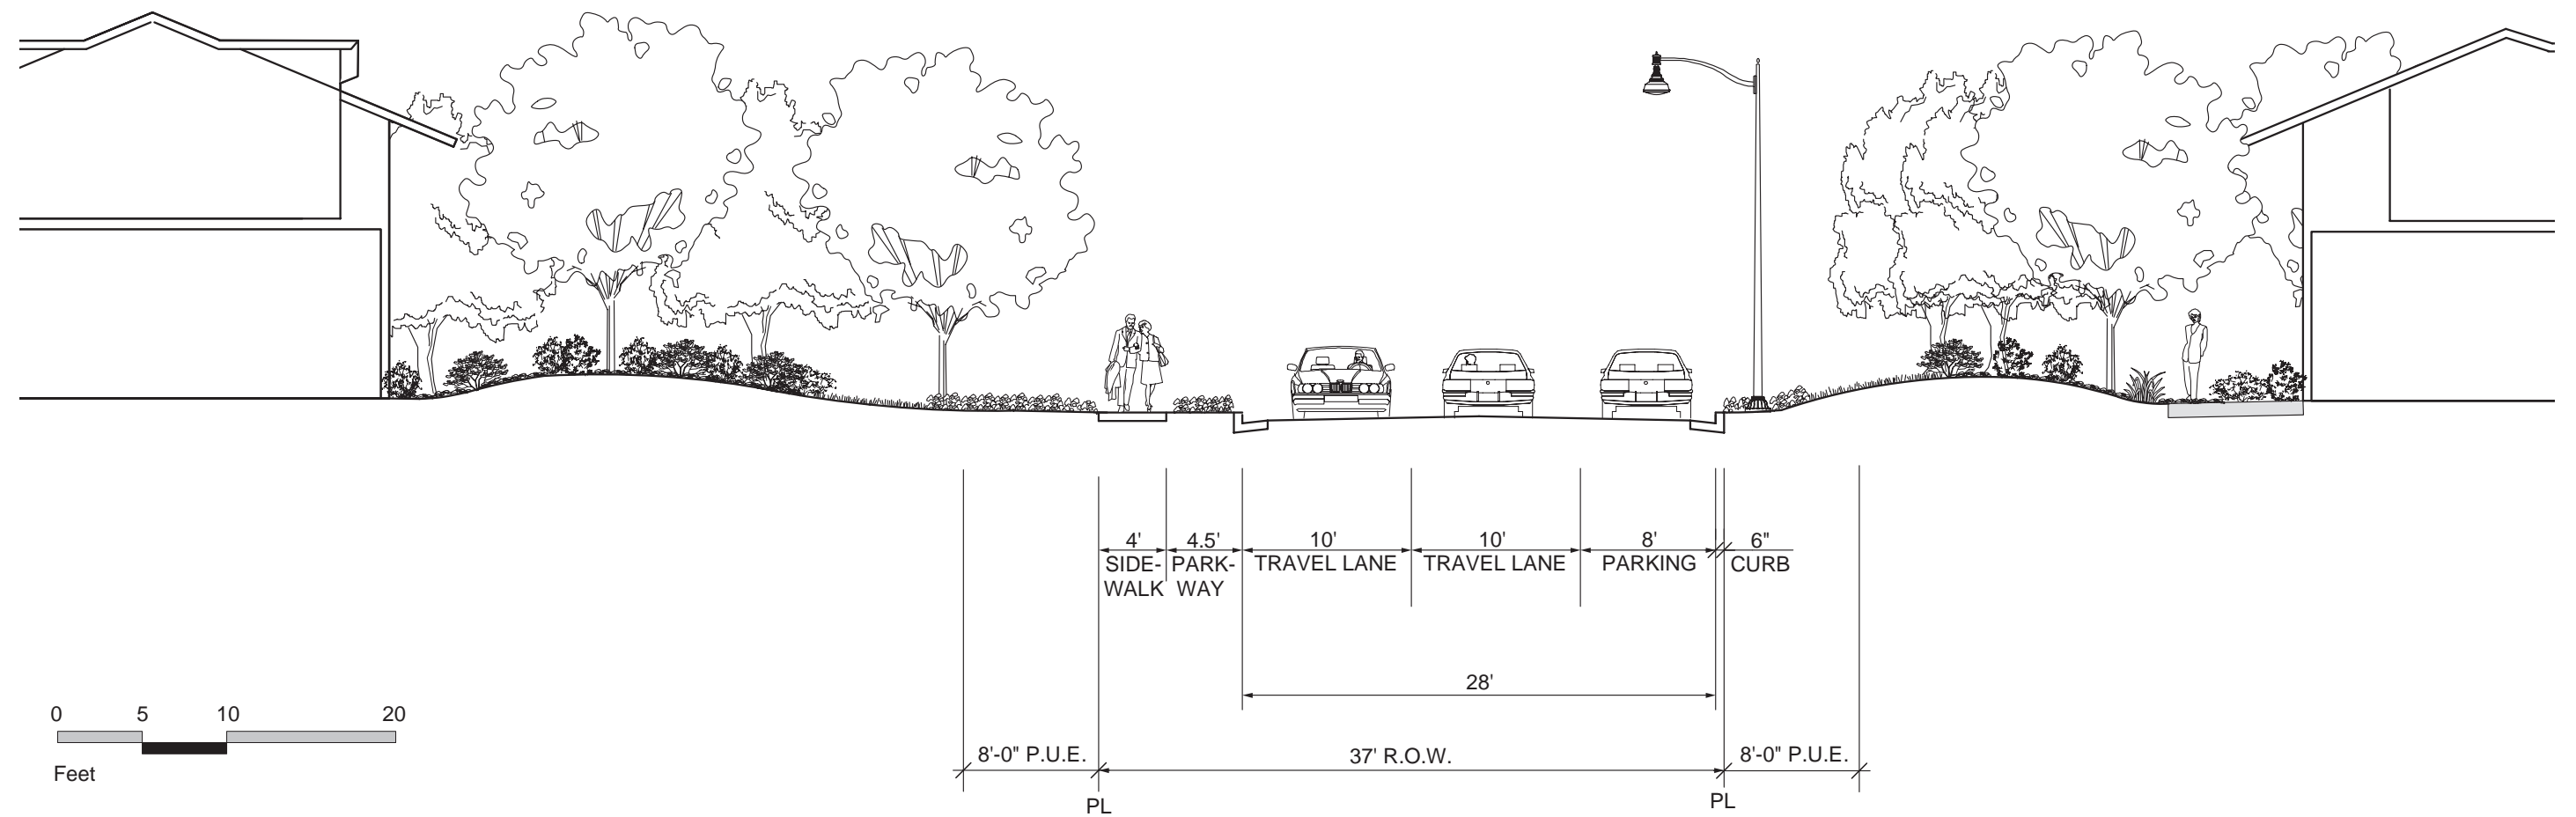 4' 4.5' 10' 10' 8' 6"
SIDE- PARK- TRAVEL LANE TRAVEL LANE PARKING CURB
WALK WAY
28'
0 5 10 20
Feet
8'-0" P.U.E. 37' R.O.W. 8'-0" P.U.E.
PL PL